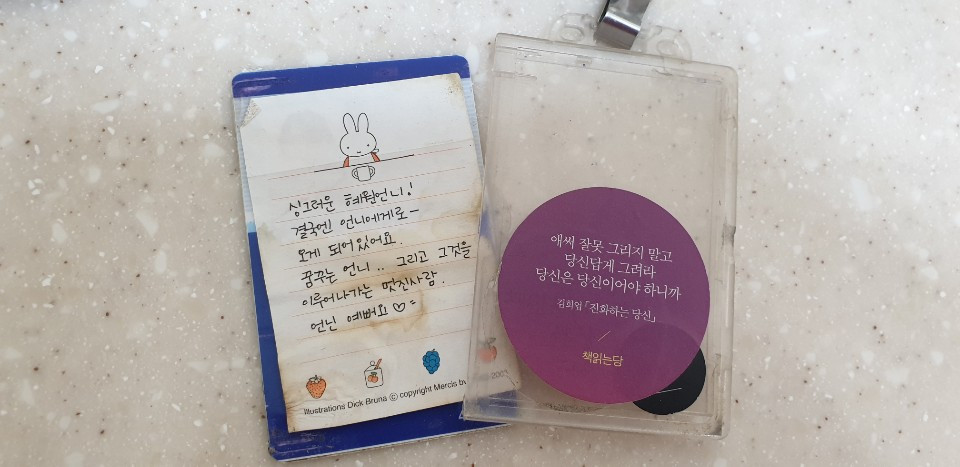 싱그러운 혜원언니!
결국엔 언니에게로-
오게 되어있어요.
꿈꾸는 언니.. 그리고 그것을
이루어나가는 멋진사람.
언닌 예뻐요♡=
Illustrations Dick Bruna ⓒ copyright Mercis bv
애써 잘못 그리지 말고
당신답게 그려라
당신은 당신이어야 하니까
김희영 「진화하는 당신」
책읽는담